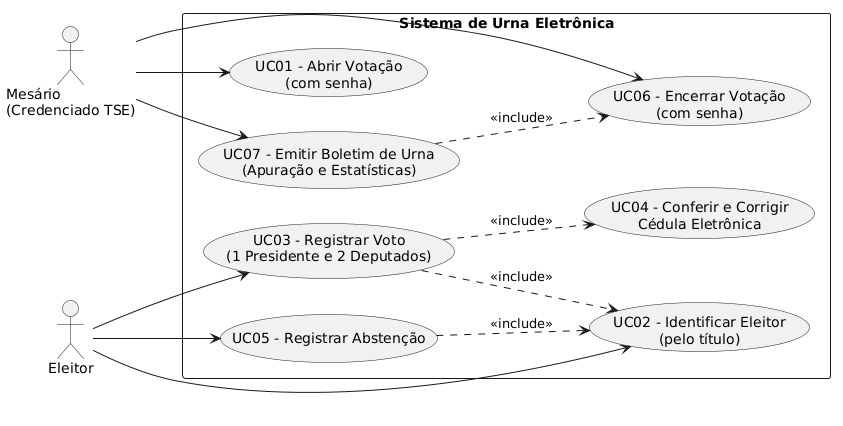 Sistema de Urna Eletrônica
Mesário
(Credenciado TSE)
UC01 - Abrir Votação
(com senha)
UC06 - Encerrar Votação
(com senha)
«include»
UC07 - Emitir Boletim de Urna
(Apuração e Estatísticas)
UC04 - Conferir e Corrigir
Cédula Eletrônica
«include»
UC03 - Registrar Voto
(1 Presidente e 2 Deputados)
«include»
UC02 - Identificar Eleitor
(pelo título)
«include»
UC05 - Registrar Abstenção
Eleitor